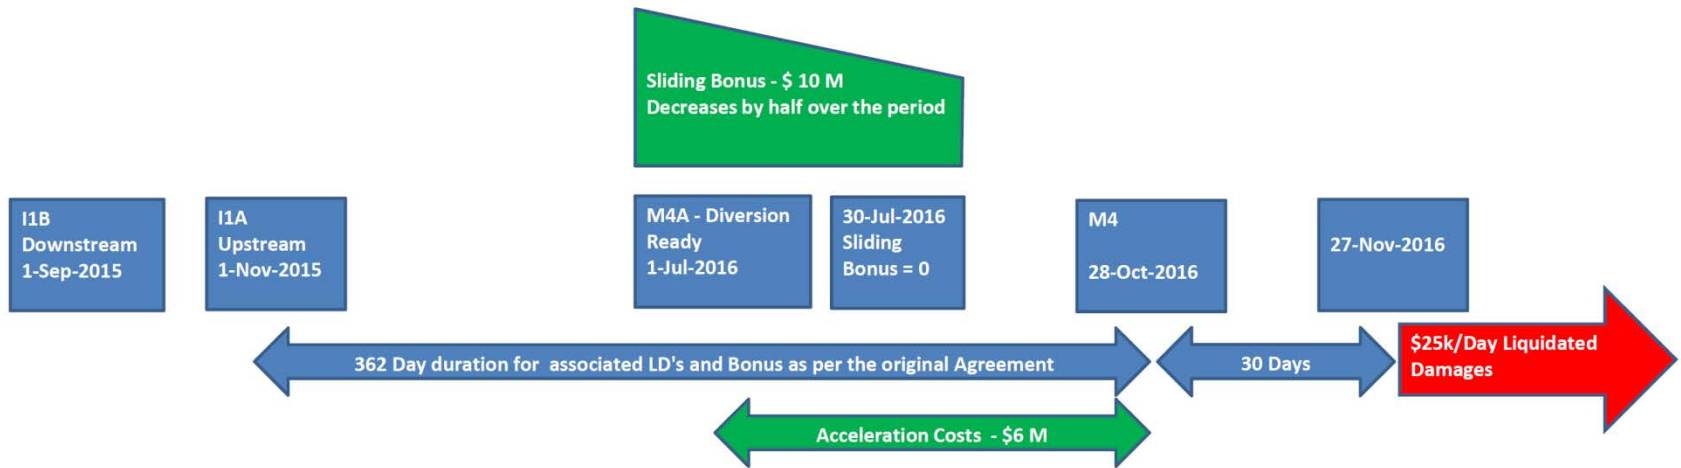 Sliding Bonus - $ 10 M
Decreases by half over the period
I1B
Downstream
1-Sep-2015
I1A
Upstream
1-Nov-2015
M4A - Diversion
Ready
1-Jul-2016
30-Jul-2016
Sliding
Bonus = 0
M4
28-Oct-2016
27-Nov-2016
362 Day duration for associated LD's and Bonus as per the original Agreement
30 Days
$25k/Day Liquidated
Damages
Acceleration Costs - $6 M